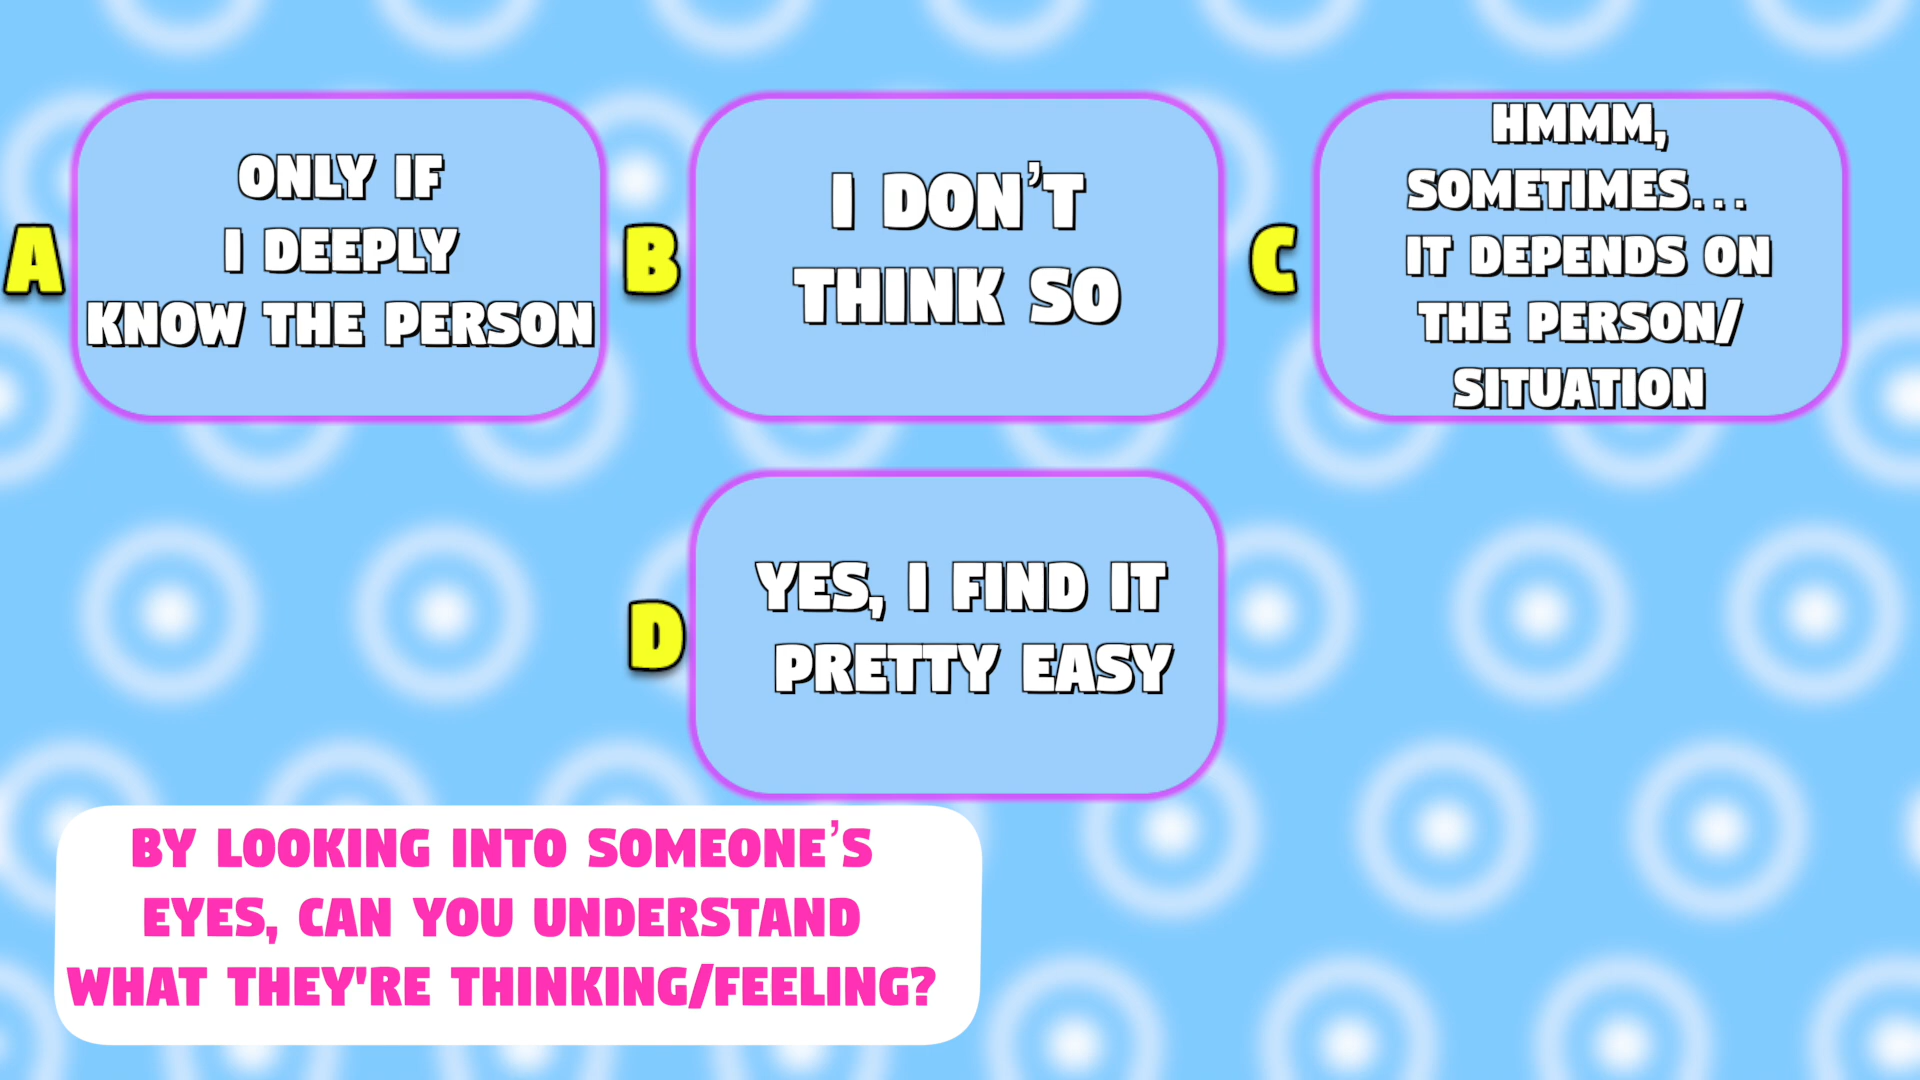 A
ONLY IF
I DEEPLY
KNOW THE PERSON
B
I DON’T
THINK SO
C
HMMM,
SOMETIMES...
IT DEPENDS ON
THE PERSON/
SITUATION
D
YES, I FIND IT
PRETTY EASY
BY LOOKING INTO SOMEONE’S
EYES, CAN YOU UNDERSTAND
WHAT THEY'RE THINKING/FEELING?